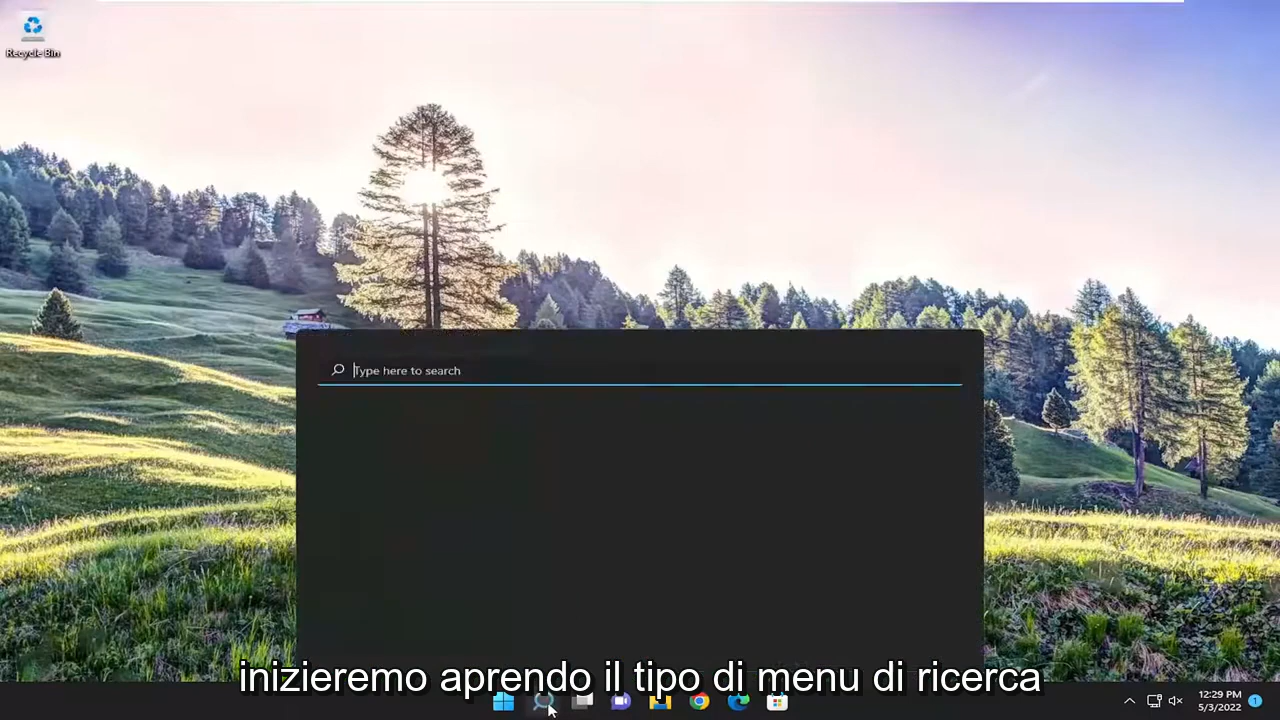 Recycle Bin
Type here to search
inizieremo aprendo il tipo di menu di ricerca
12:29 PM
5/3/2022
1